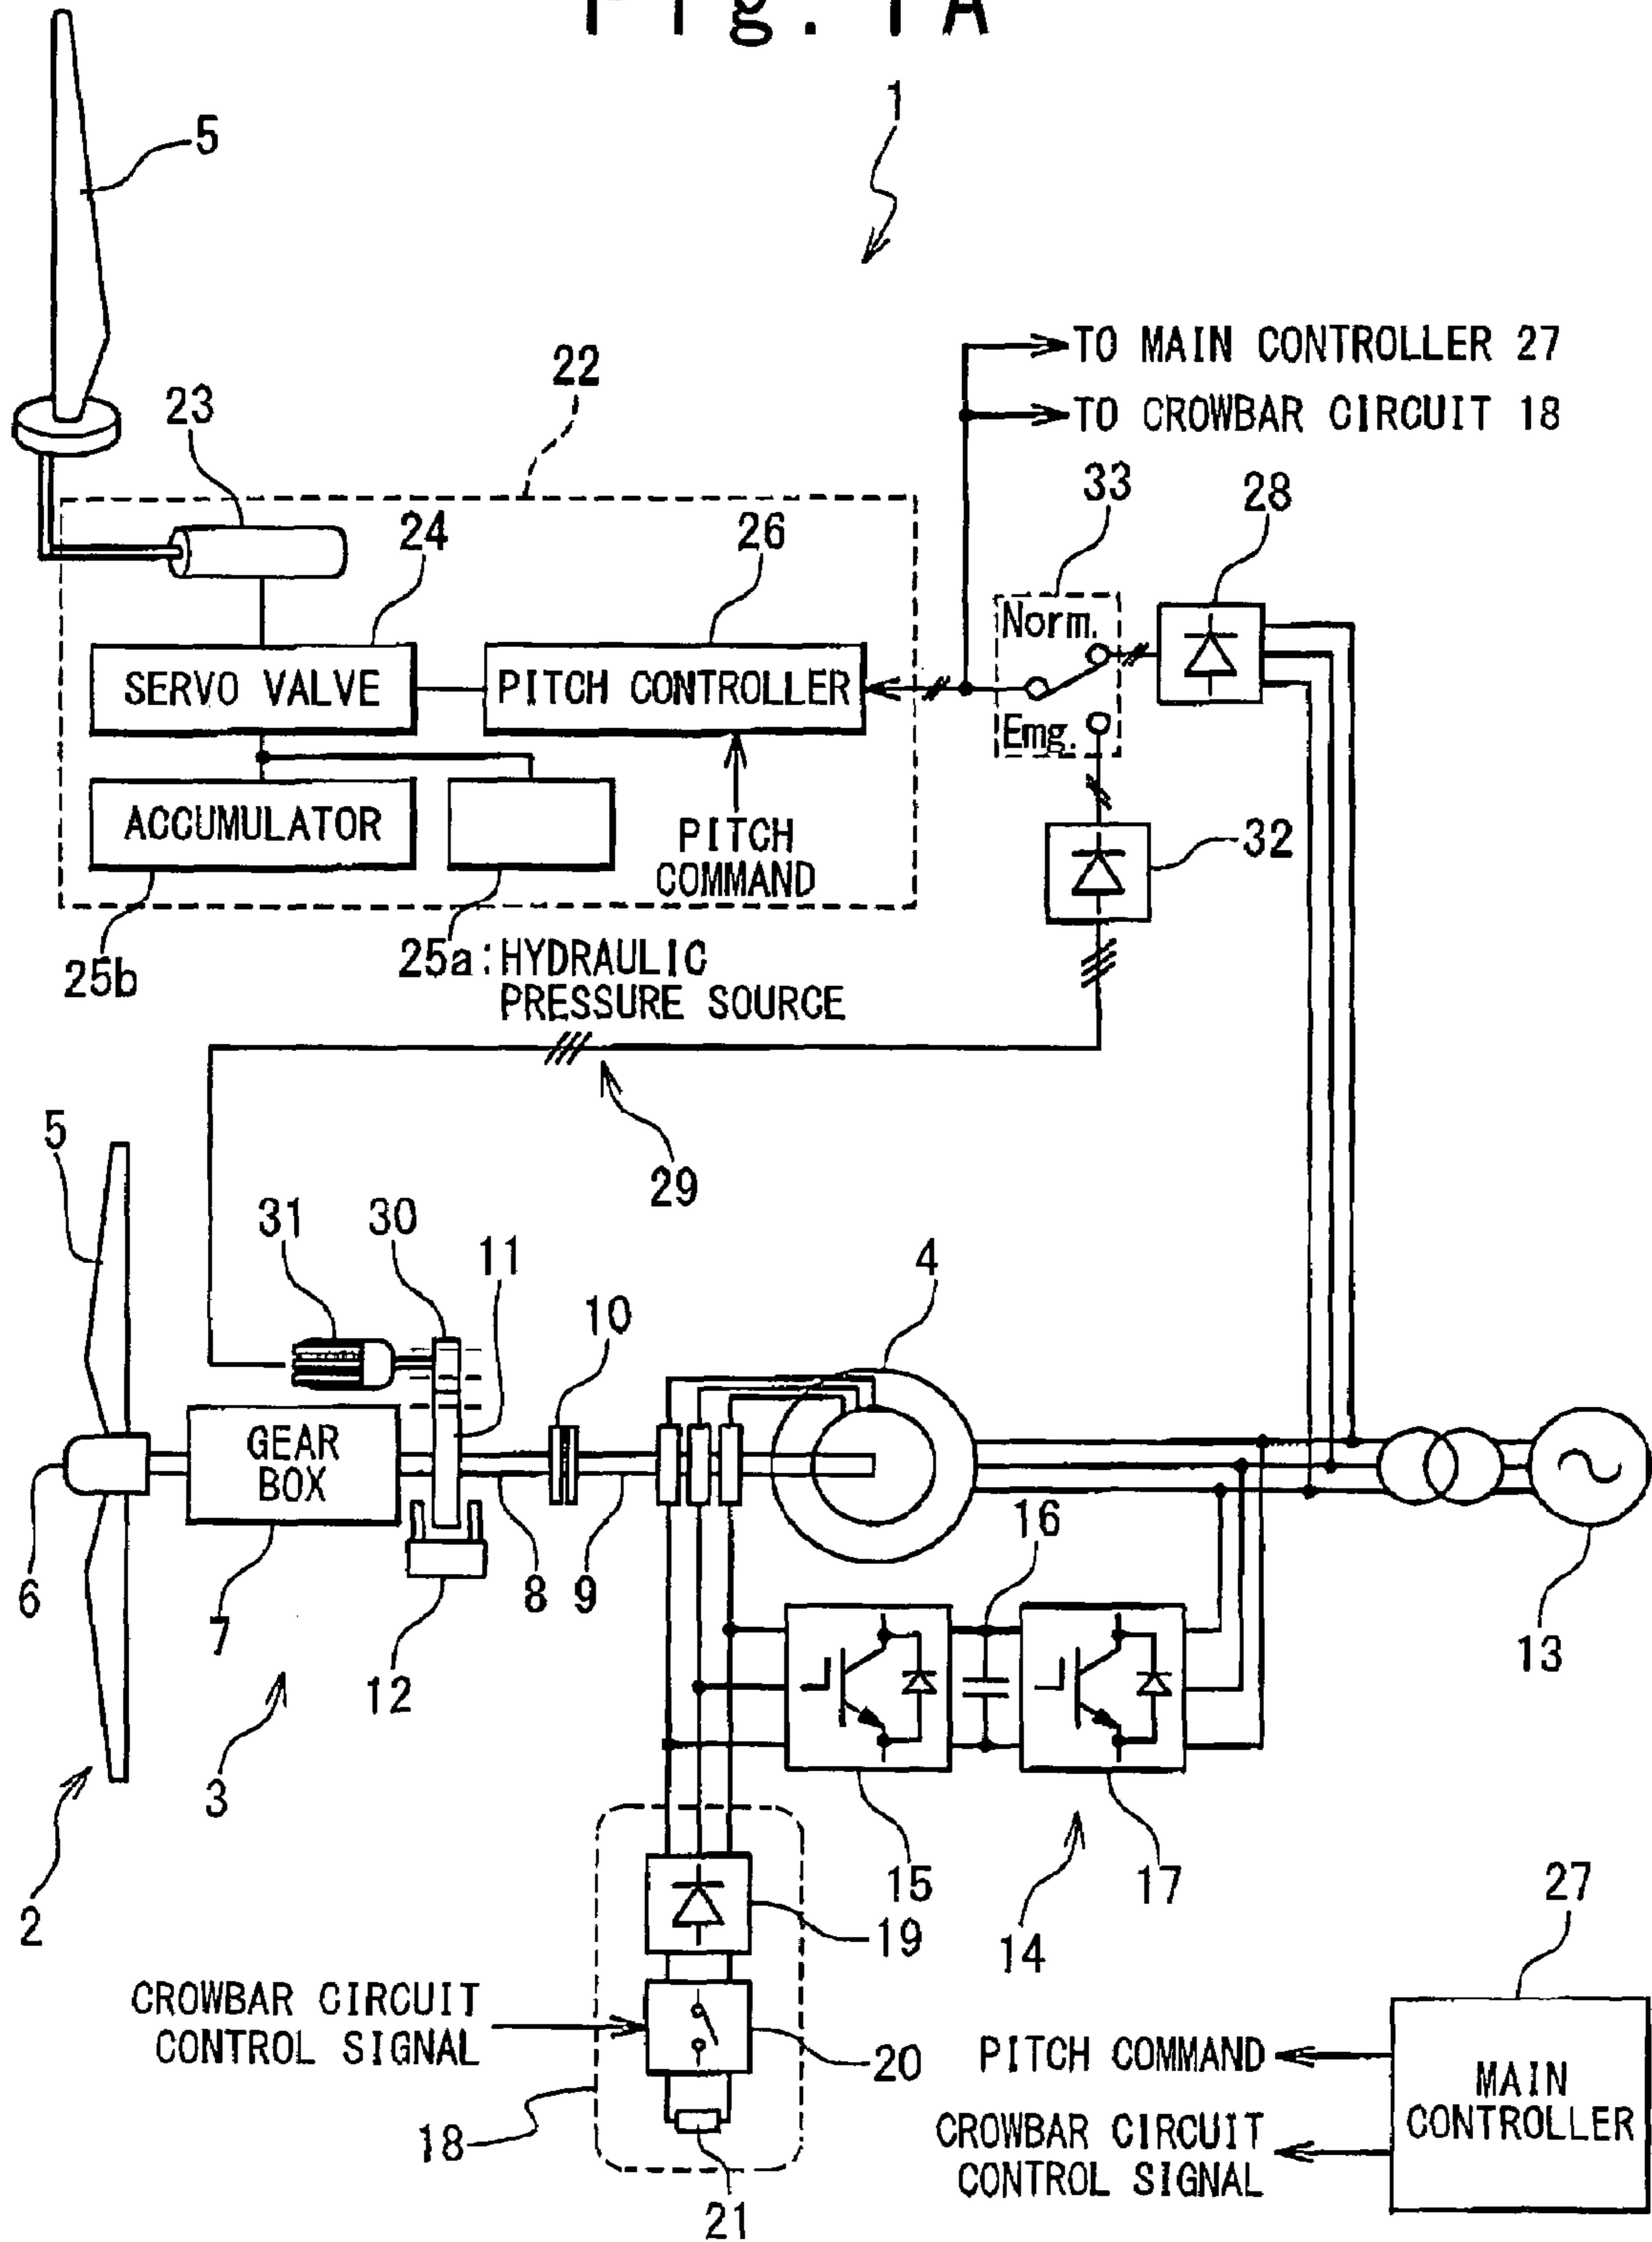 Fig. 1A
1
5
TO MAIN CONTROLLER 27
TO CROWBAR CIRCUIT 18
22
23
24
26
33
28
Norm.
SERVO VALVE
PITCH CONTROLLER
Emg.
ACCUMULATOR
PITCH
COMMAND
32
25b
25a:HYDRAULIC
PRESSURE SOURCE
29
5
31
30
11
10
4
GEAR
BOX
6
7
8
9
16
12
13
3
2
15
17
14
19
27
CROWBAR CIRCUIT
CONTROL SIGNAL
20
18
21
PITCH COMMAND
CROWBAR CIRCUIT
CONTROL SIGNAL
MAIN
CONTROLLER